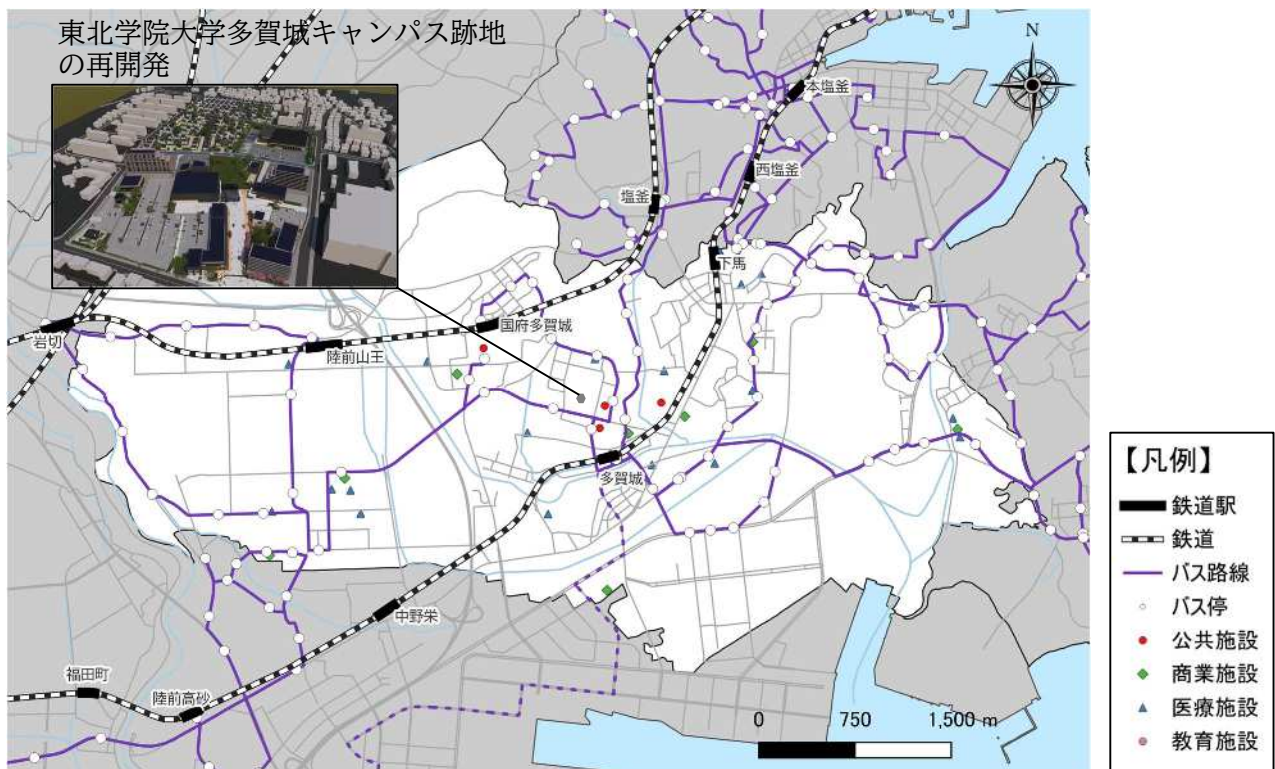 東北学院大学多賀城キャンパス跡地
の再開発
N
本塩釜
西塩釜
塩釜
下馬
国府多賀城
岩切
陸前山王
多賀城
中野栄
福田町
陸前高砂
0 750 1,500 m
【凡例】
鉄道駅
鉄道
バス路線
バス停
公共施設
商業施設
医療施設
教育施設